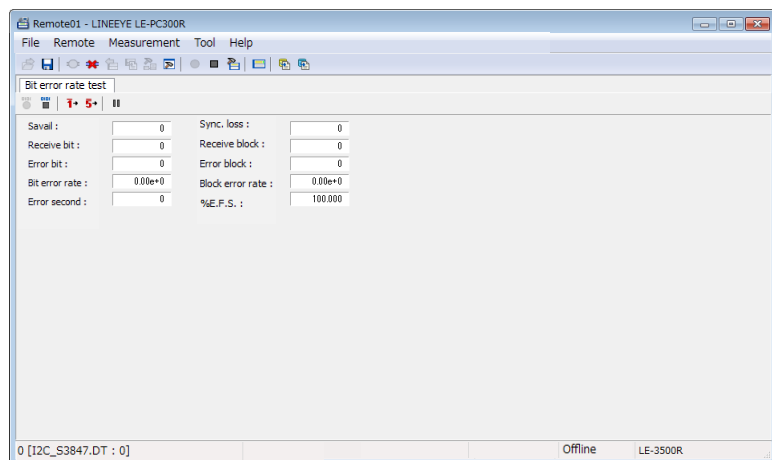 Remote01 - LINEEYE LE-PC300R
File Remote Measurement Tool Help
Bit error rate test
1 5
Savail : 0 Sync. loss : 0
Receive bit : 0 Receive block : 0
Error bit : 0 Error block : 0
Bit error rate : 0.00e+0 Block error rate : 0.00e+0
Error second : 0 %E.F.S. : 100.000
0 [I2C_S3847.DT : 0] Offline LE-3500R